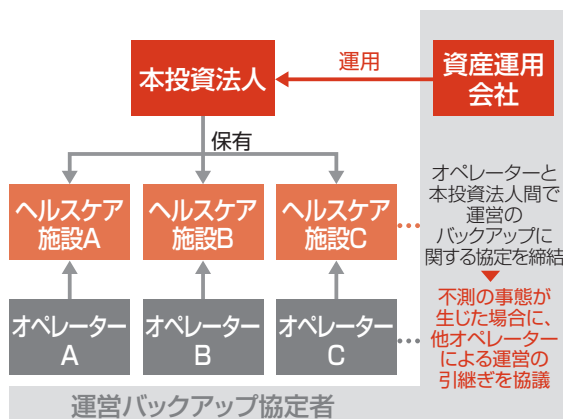 本投資法人
運用
資産運用
会社
保有
ヘルスケア
施設A
ヘルスケア
施設B
ヘルスケア
施設C
オペレーター
A
オペレーター
B
オペレーター
C
オペレーターと
本投資法人間で
運営の
バックアップに
関する協定を締結
不測の事態が
生じた場合に、
他オペレーター
による運営の
引継ぎを協議
運営バックアップ協定者